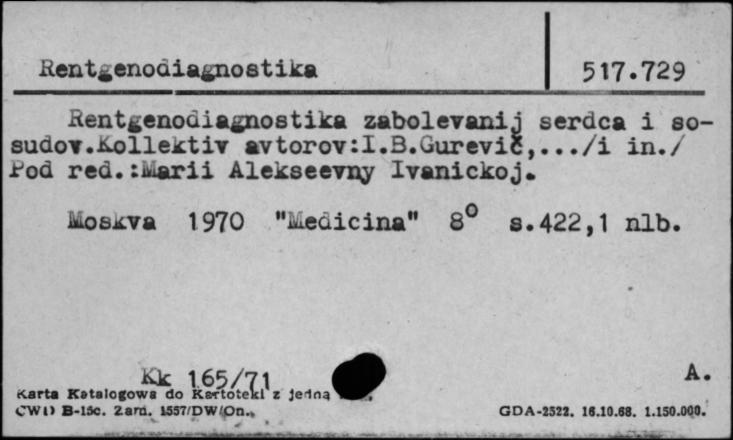 Rentgenodiagnostika 517.729
Rentgenodiagnostika zabolevanij serdca i so-
sudov.Kollektiv avtorov:I.B.Gurevič,.../i in./
Pod red.:Marii Alekseevny Ivanickoj.
Moskva 1970 "Medicina" 8° s.422,1 nlb.
Kk 165/71 A.
Karta Katalogowa do Kartoteki z jedną
CWD B-15c. Zam. 1557/DW/On. GDA-2522. 16.10.68. 1.150.000.